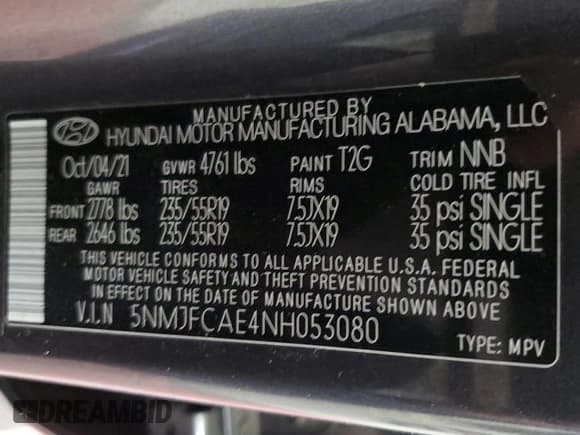 MANUFACTURED BY
HYUNDAI MOTOR MANUFACTURING ALABAMA, LLC
Oct/04/21 GVWR 4761 lbs PAINT T2G TRIM NNB
GAWR TIRES RIMS COLD TIRE INFL
FRONT 2778 lbs 235/55R19 7.5JX19 35 psi SINGLE
REAR 2646 lbs 235/55R19 7.5JX19 35 psi SINGLE
THIS VEHICLE CONFORMS TO ALL APPLICABLE U.S.A. FEDERAL
MOTOR VEHICLE SAFETY AND THEFT PREVENTION STANDARDS
IN EFFECT ON THE DATE OF MANUFACTURE SHOWN ABOVE.
V.I.N 5NMJFCAE4NH053080 TYPE: MPV
DREAMBID